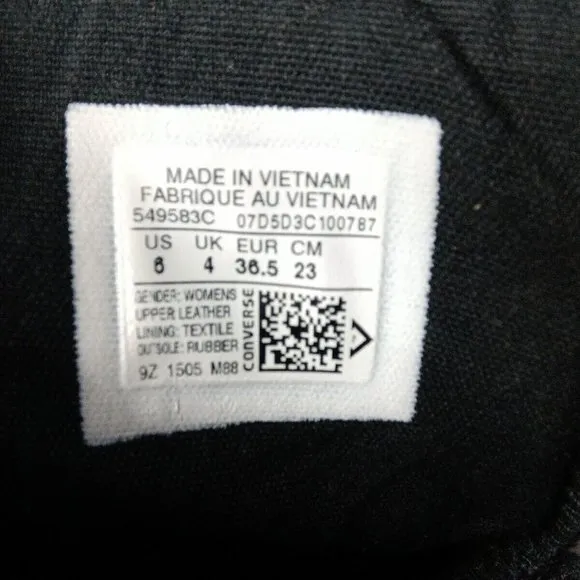 MADE IN VIETNAM
FABRIQUE AU VIETNAM
549583C 07D5D3C100787
US UK EUR CM
6 4 36.5 23
GENDER: WOMENS
UPPER: LEATHER
LINING: TEXTILE
OUTSOLE: RUBBER
9Z 1505 M88
CONVERSE